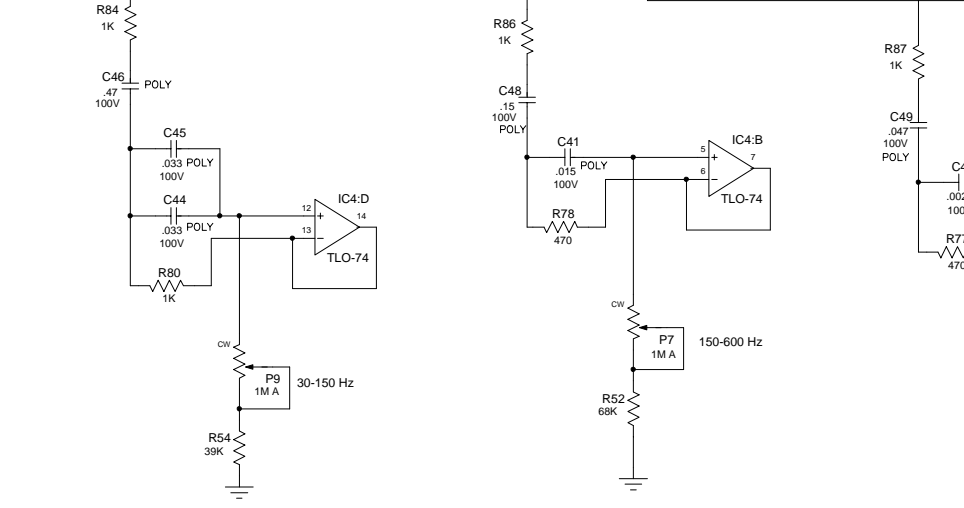 R84
1K
C46
POLY
.47
100V
C45
POLY
.033
100V
C44
POLY
.033
100V
R80
1K
12
+
13
−
IC4:D
14
TLO-74
CW
P9
1M A
30-150 Hz
R54
39K
R86
1K
C48
.15
100V
POLY
C41
POLY
.015
100V
R78
470
5
+
6
−
IC4:B
7
TLO-74
CW
P7
1M A
150-600 Hz
R52
68K
R87
1K
C49
.047
100V
POLY